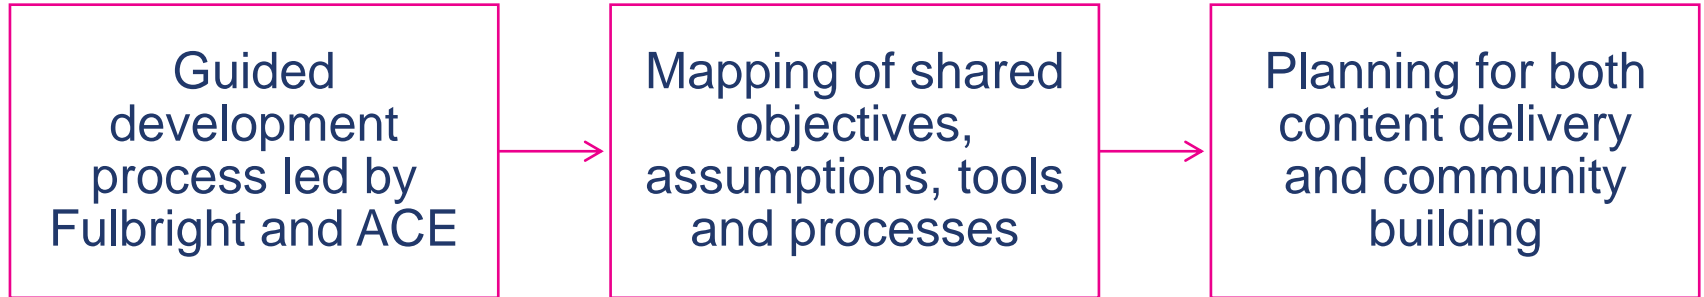 Guided
development
process led by
Fulbright and ACE
Mapping of shared
objectives,
assumptions, tools
and processes
Planning for both
content delivery
and community
building